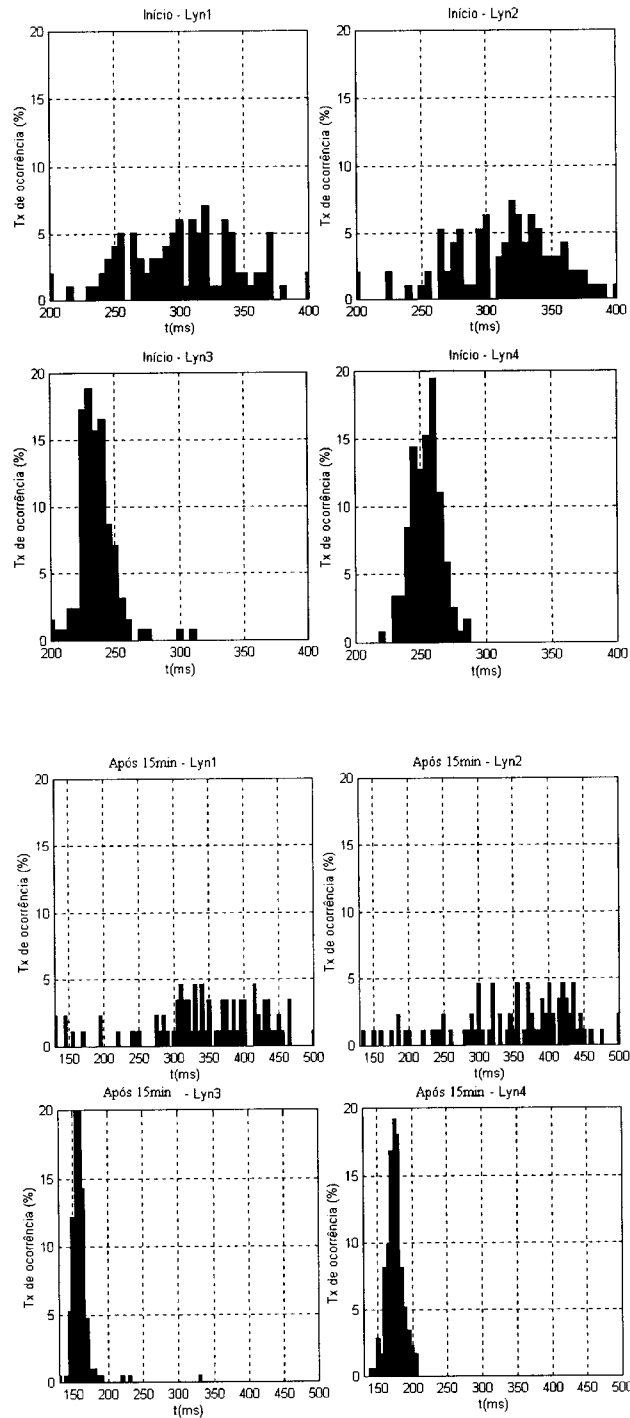 Início - Lyn1
Tx de ocorrência (%)
20
15
10
5
0
200 250 300 350 400
t(ms)
Início - Lyn2
Tx de ocorrência (%)
20
15
10
5
0
200 250 300 350 400
t(ms)
Início - Lyn3
Tx de ocorrência (%)
20
15
10
5
0
200 250 300 350 400
t(ms)
Início - Lyn4
Tx de ocorrência (%)
20
15
10
5
0
200 250 300 350 400
t(ms)
Após 15min - Lyn1
Tx de ocorrência (%)
20
15
10
5
0
150 200 250 300 350 400 450 500
t(ms)
Após 15min - Lyn2
Tx de ocorrência (%)
20
15
10
5
0
150 200 250 300 350 400 450 500
t(ms)
Após 15min - Lyn3
Tx de ocorrência (%)
20
15
10
5
0
150 200 250 300 350 400 450 500
t(ms)
Após 15min - Lyn4
Tx de ocorrência (%)
20
15
10
5
0
150 200 250 300 350 400 450 500
t(ms)